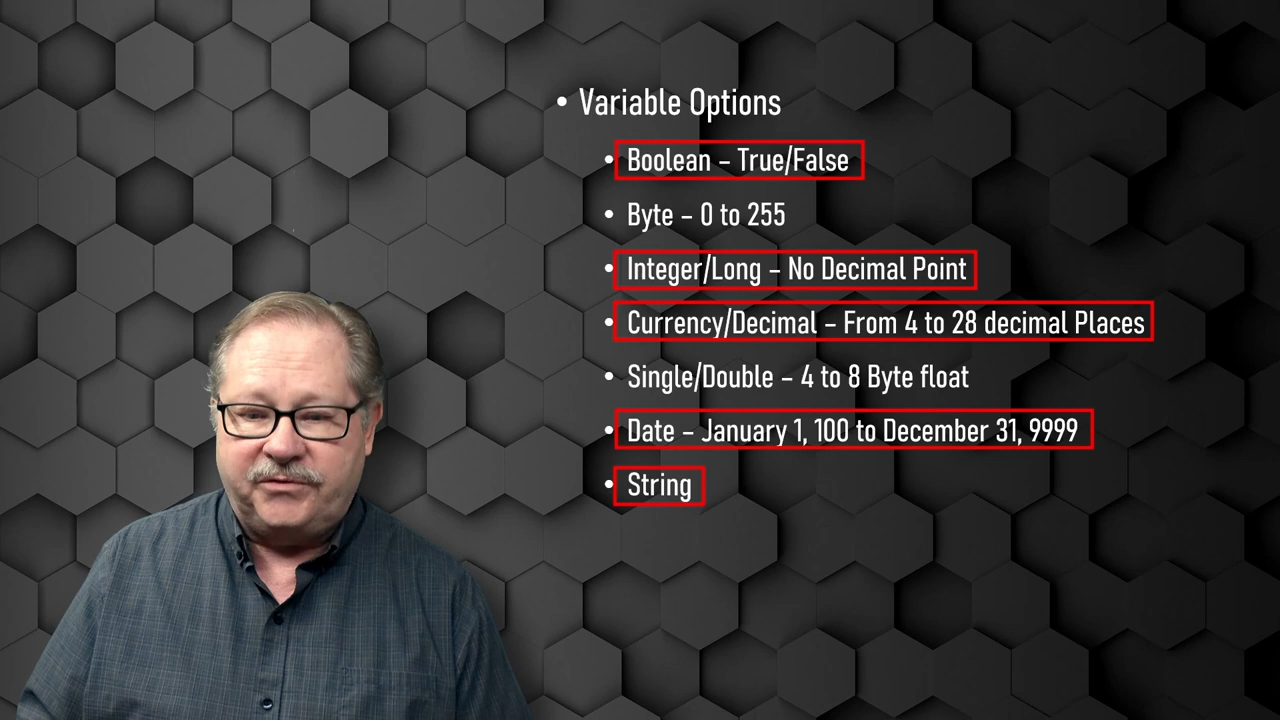 • Variable Options
• Boolean – True/False
• Byte – 0 to 255
• Integer/Long – No Decimal Point
• Currency/Decimal – From 4 to 28 decimal Places
• Single/Double – 4 to 8 Byte float
• Date – January 1, 100 to December 31, 9999
• String